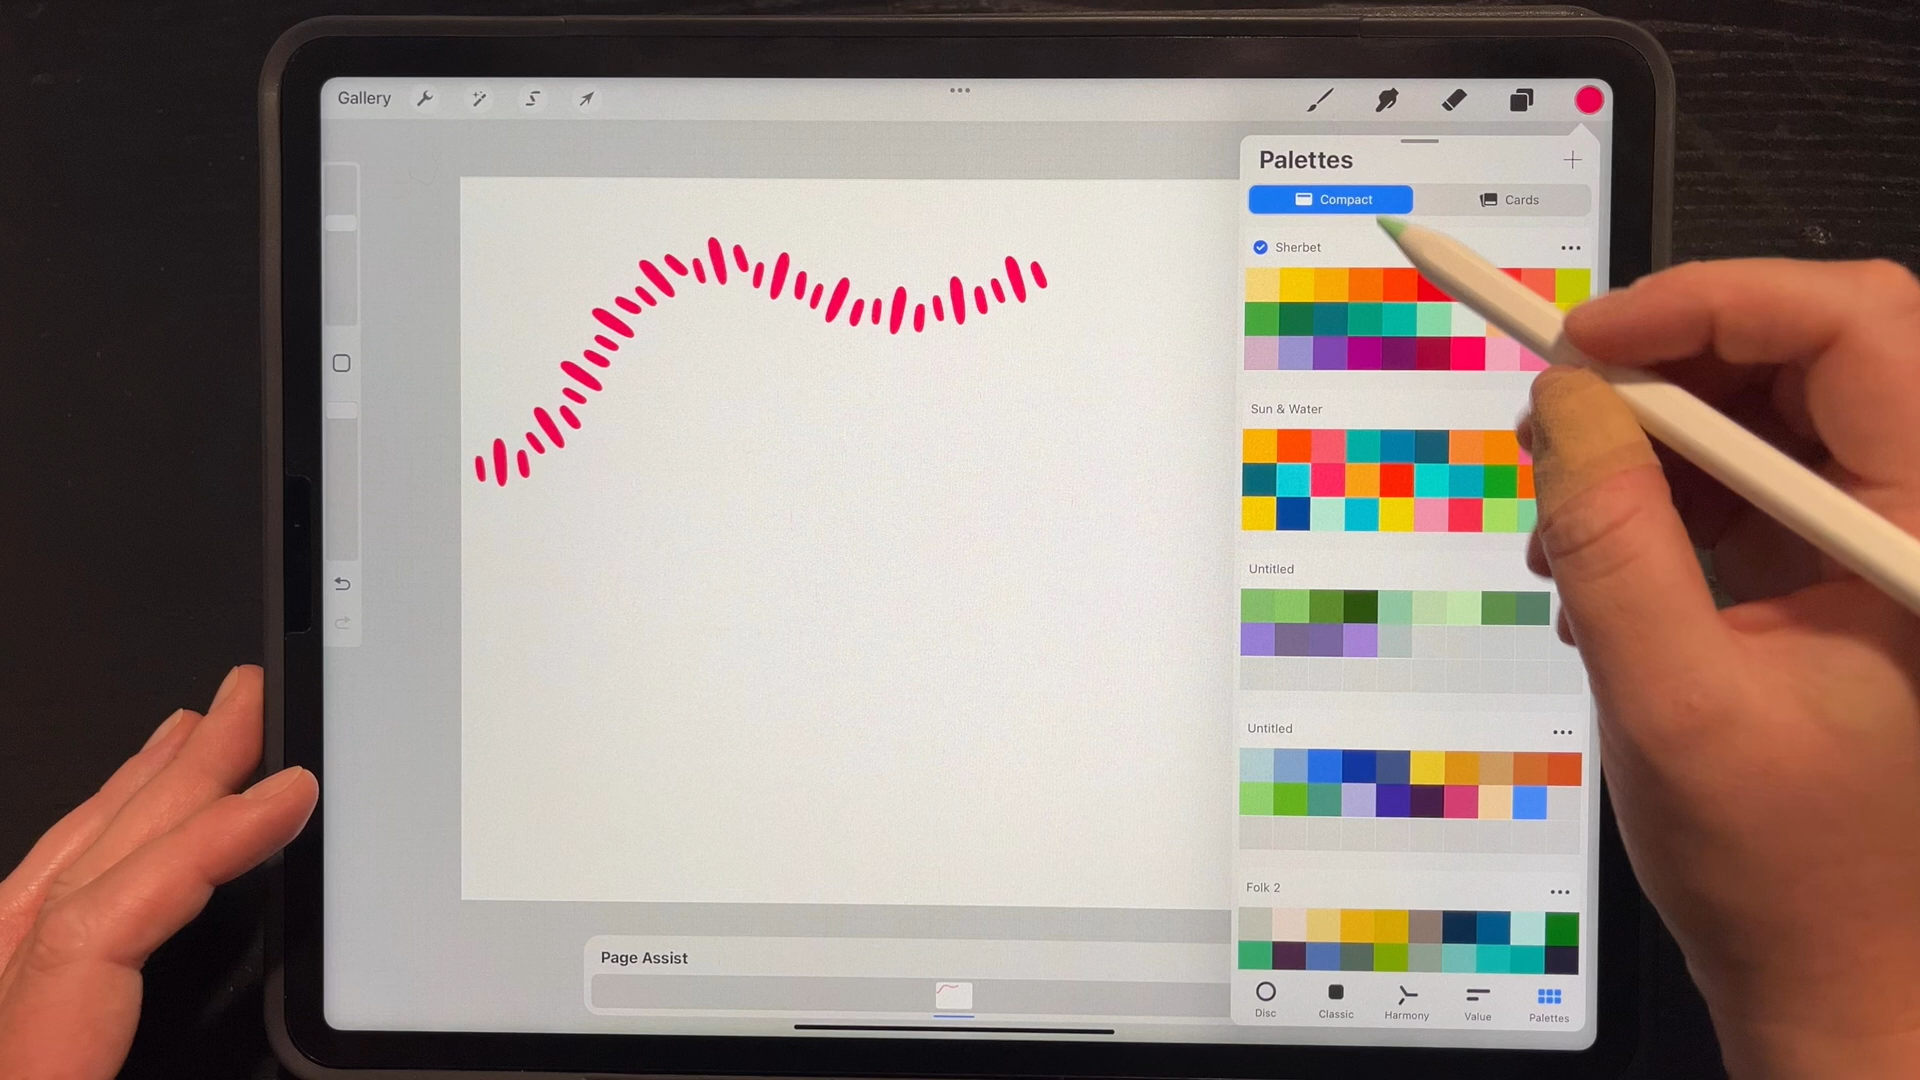 Gallery
Palettes
Compact
Cards
Sherbet
Sun & Water
Untitled
Untitled
Folk 2
Page Assist
Disc
Classic
Harmony
Value
Palettes